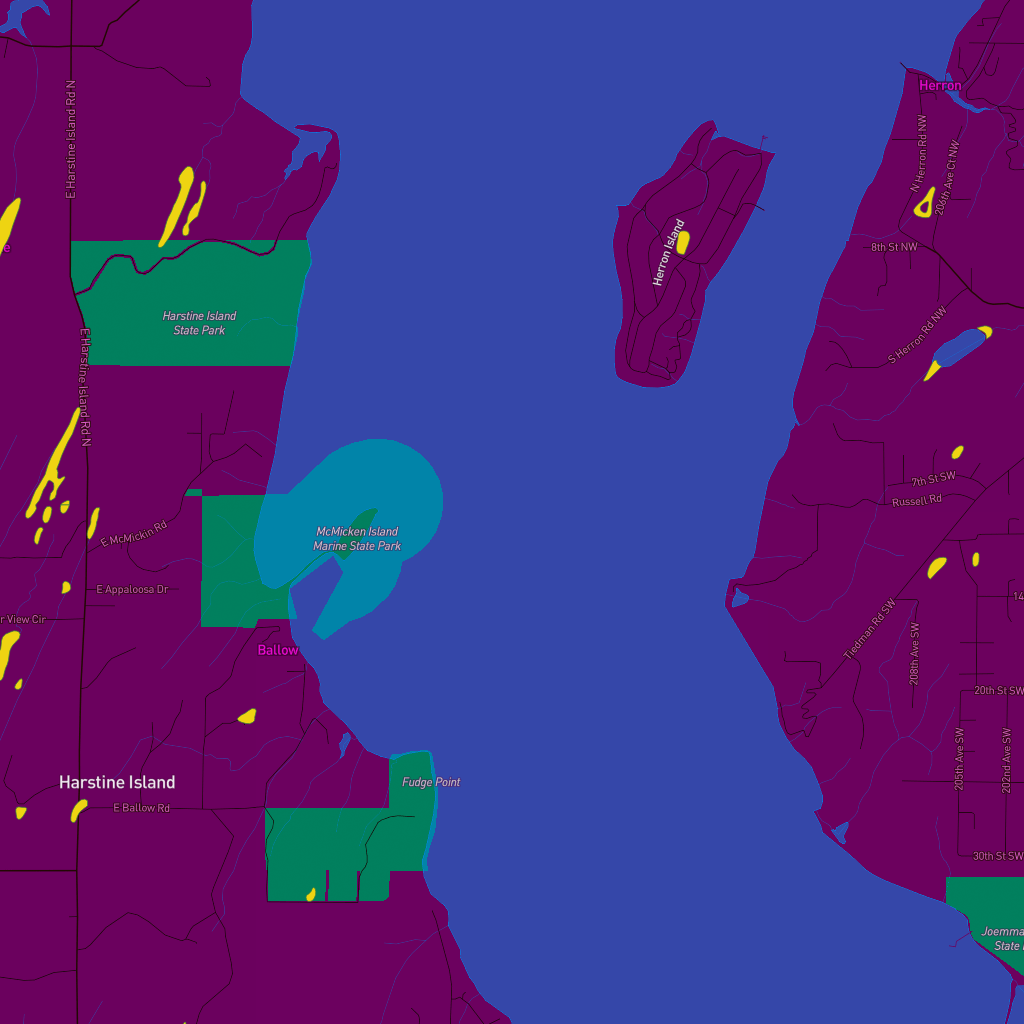 E Harstine Island Rd N
Herron
N Herron Rd NW
206th Ave Ct NW
8th St NW
Herron Island
Harstine Island
State Park
S Herron Rd NW
E Harstine Island Rd N
7th St SW
Russell Rd
E McMickin Rd
McMicken Island
Marine State Park
E Appaloosa Dr
r View Cir
14
Tiedman Rd SW
208th Ave SW
Ballow
20th St SW
205th Ave SW
202nd Ave SW
Harstine Island
Fudge Point
E Ballow Rd
30th St SW
Joemma
State